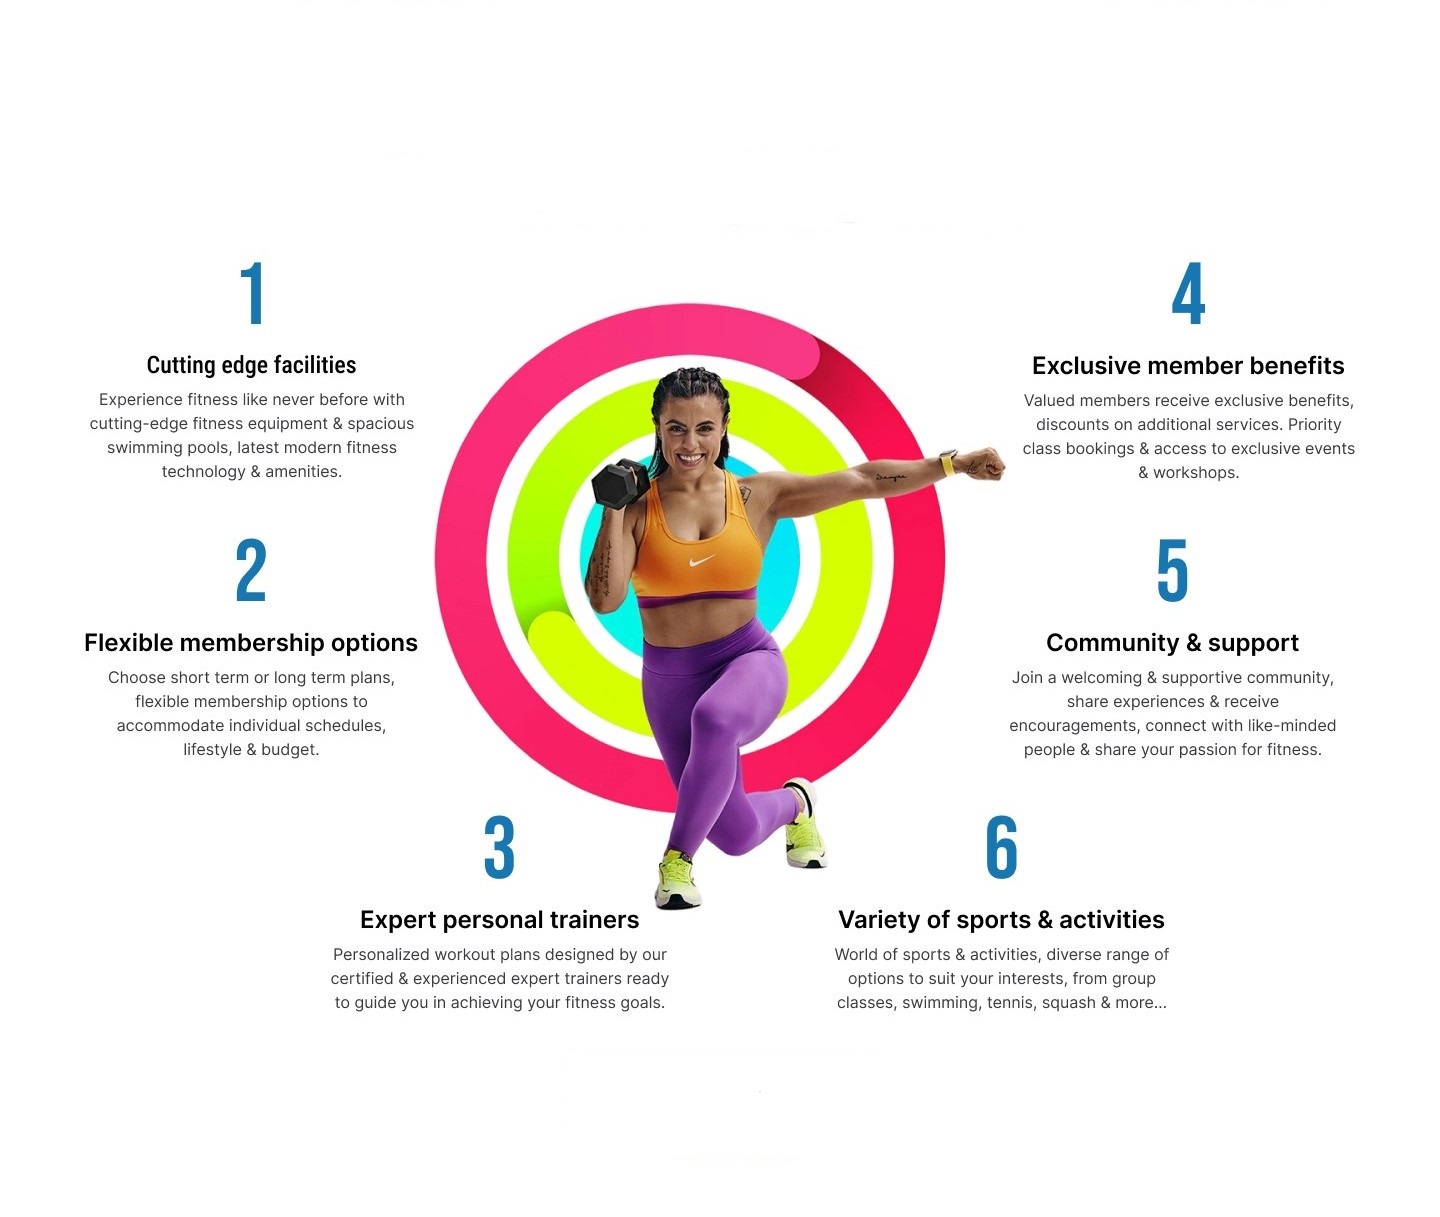 1
Cutting edge facilities
Experience fitness like never before with
cutting-edge fitness equipment & spacious
swimming pools, latest modern fitness
technology & amenities.
2
Flexible membership options
Choose short term or long term plans,
flexible membership options to
accommodate individual schedules,
lifestyle & budget.
3
Expert personal trainers
Personalized workout plans designed by our
certified & experienced expert trainers ready
to guide you in achieving your fitness goals.
4
Exclusive member benefits
Valued members receive exclusive benefits,
discounts on additional services. Priority
class bookings & access to exclusive events
& workshops.
5
Community & support
Join a welcoming & supportive community,
share experiences & receive
encouragements, connect with like-minded
people & share your passion for fitness.
6
Variety of sports & activities
World of sports & activities, diverse range of
options to suit your interests, from group
classes, swimming, tennis, squash & more...